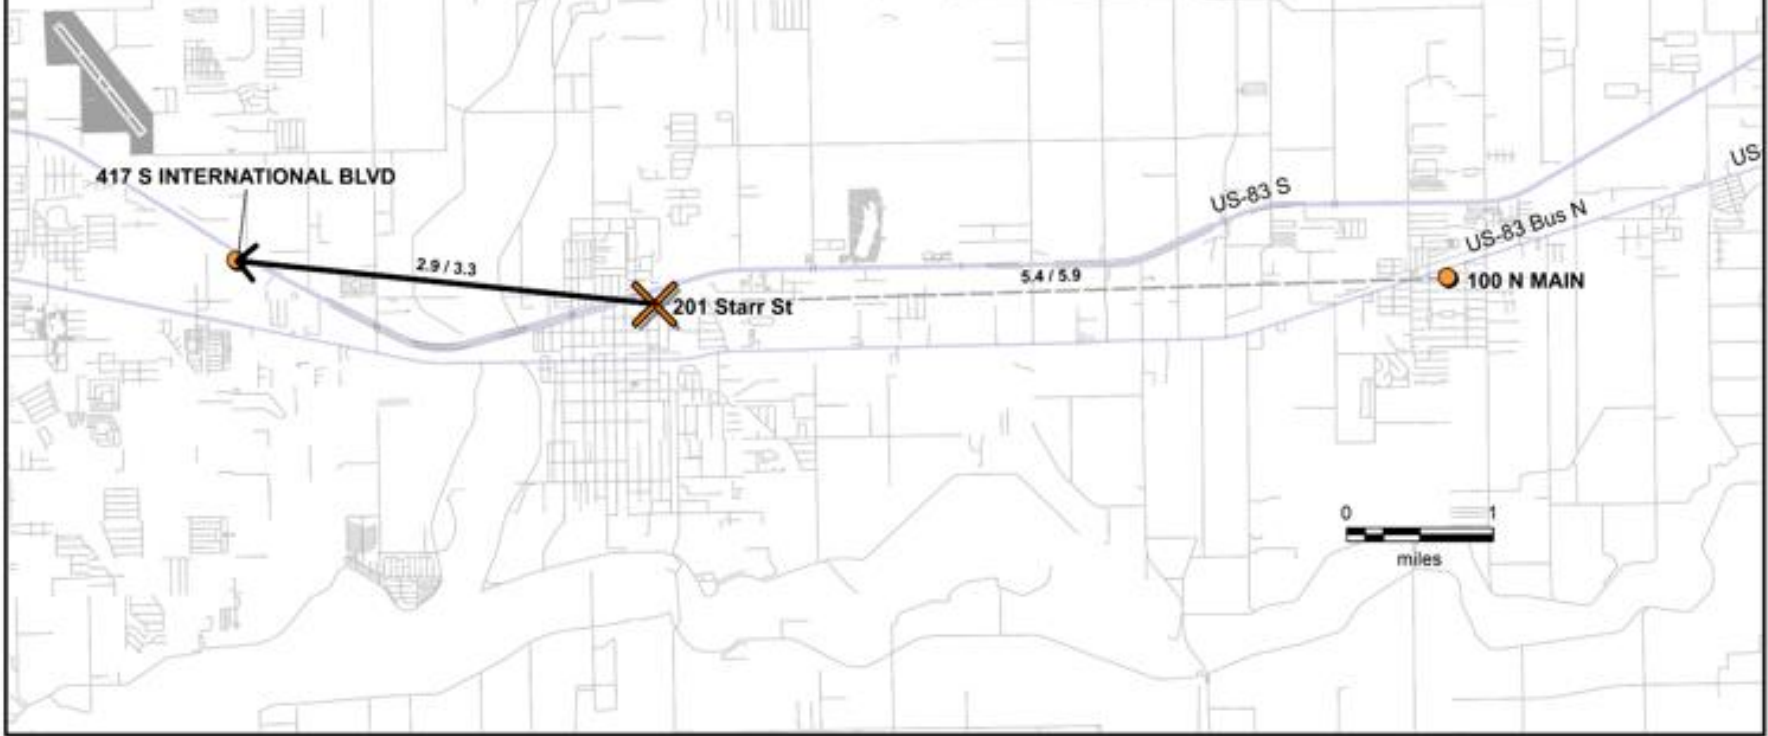 US
417 S INTERNATIONAL BLVD
US-83 S
US-83 Bus N
2.9 / 3.3
5.4 / 5.9
100 N MAIN
201 Starr St
0 1
miles